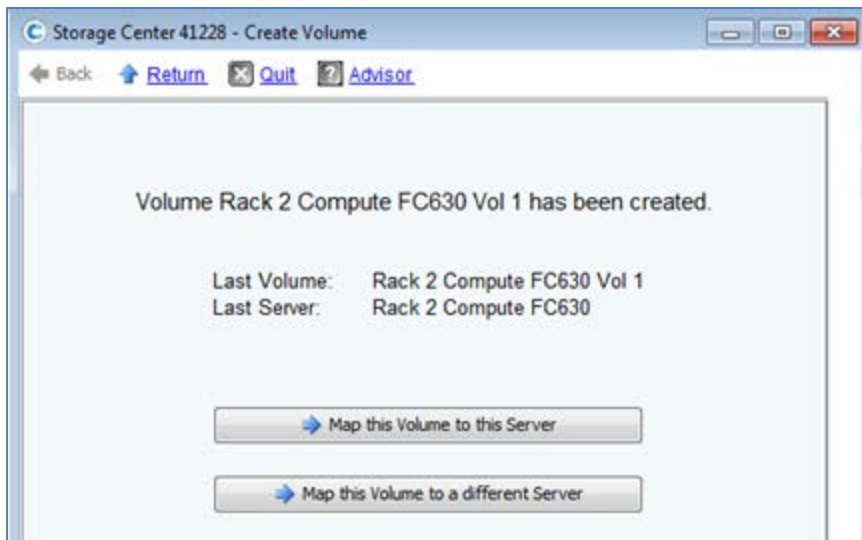 Storage Center 41228 - Create Volume
Back Return Quit Advisor
Volume Rack 2 Compute FC630 Vol 1 has been created.
Last Volume: Rack 2 Compute FC630 Vol 1
Last Server: Rack 2 Compute FC630
Map this Volume to this Server
Map this Volume to a different Server